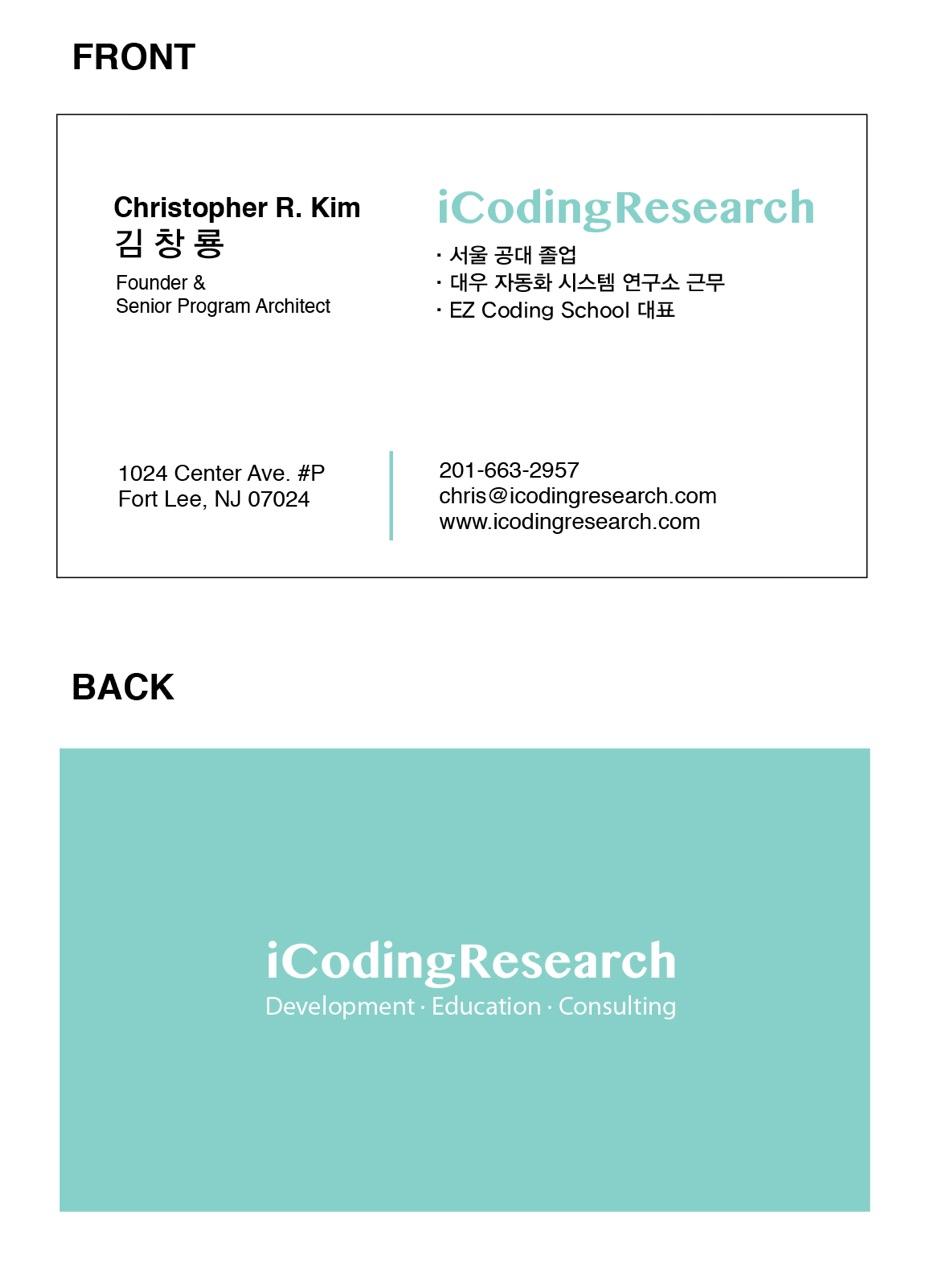 FRONT
Christopher R. Kim
김 창 룡
Founder &
Senior Program Architect
iCodingResearch
· 서울 공대 졸업
· 대우 자동화 시스템 연구소 근무
· EZ Coding School 대표
1024 Center Ave. #P
Fort Lee, NJ 07024
201-663-2957
chris@icodingresearch.com
www.icodingresearch.com
BACK
iCodingResearch
Development · Education · Consulting